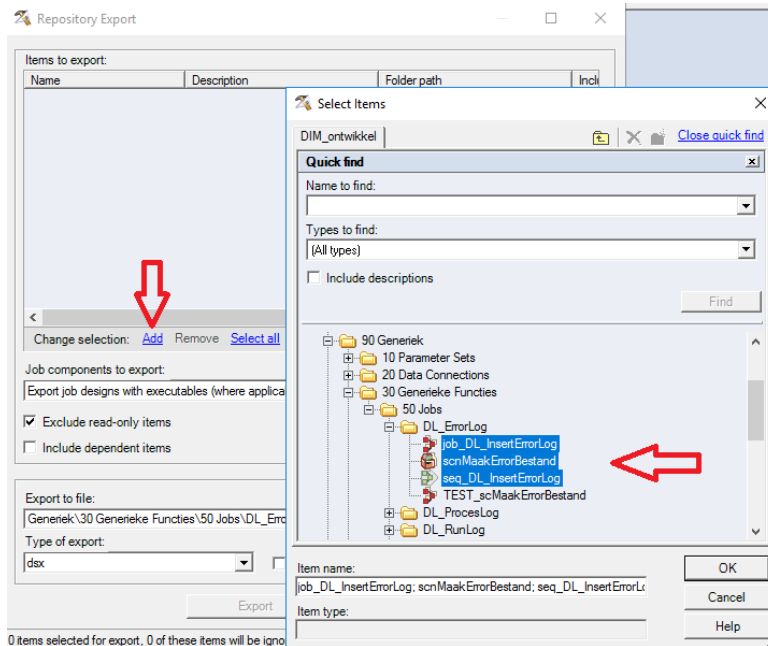 Repository Export
Items to export:
Name Description Folder path Inclu
Change selection: Add Remove Select all
Job components to export:
Export job designs with executables (where applica
Exclude read-only items
Include dependent items
Export to file:
Generiek\30 Generieke Functies\50 Jobs\DL_Erro
Type of export:
dsx
Export
0 items selected for export, 0 of these items will be igno
Select Items
DIM_ontwikkel
Close quick find
Quick find
Name to find:
Types to find:
(All types)
Include descriptions
Find
90 Generiek
10 Parameter Sets
20 Data Connections
30 Generieke Functies
50 Jobs
DL_ErrorLog
job_DL_InsertErrorLog
scnMaakErrorBestand
seq_DL_InsertErrorLog
TEST_scMaakErrorBestand
DL_ProcesLog
DL_RunLog
Item name:
job_DL_InsertErrorLog; scnMaakErrorBestand; seq_DL_InsertErrorLo
Item type:
OK
Cancel
Help